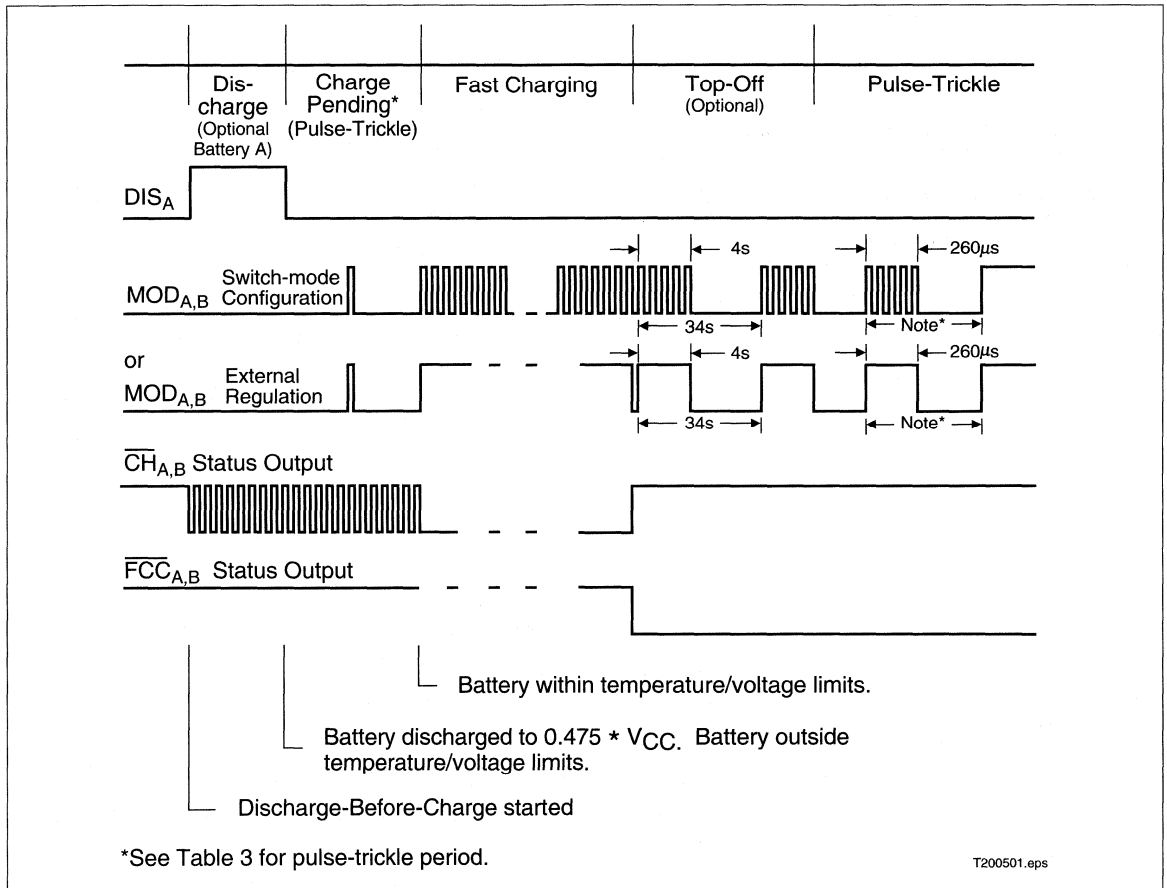 Dis-
charge
(Optional
Battery A)
Charge
Pending*
(Pulse-Trickle)
Fast Charging
Top-Off
(Optional)
Pulse-Trickle
DISA
4s
260µs
MODA,B
Switch-mode
Configuration
34s
Note*
or
4s
260µs
MODA,B
External
Regulation
34s
Note*
CHA,B Status Output
FCCA,B Status Output
Battery within temperature/voltage limits.
Battery discharged to 0.475 * VCC. Battery outside
temperature/voltage limits.
Discharge-Before-Charge started
*See Table 3 for pulse-trickle period.
T200501.eps